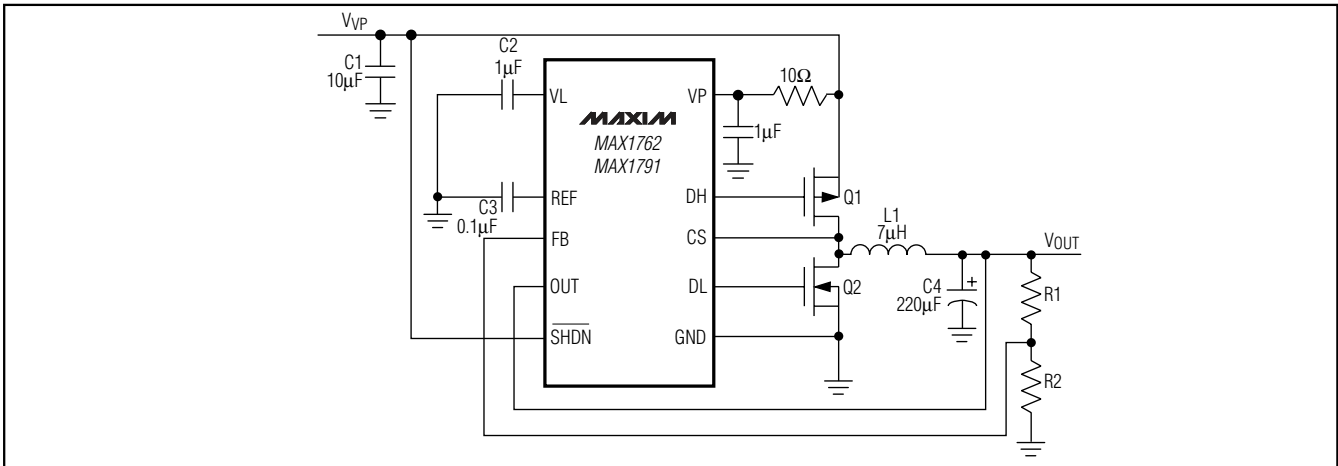 VVP
C1
10μF
C2
1μF
VL
VP
10Ω
1μF
MAXIM
MAX1762
MAX1791
REF
C3
0.1μF
DH
Q1
FB
CS
L1
7μH
VOUT
OUT
DL
Q2
C4
220μF
+
R1
SHDN
GND
R2